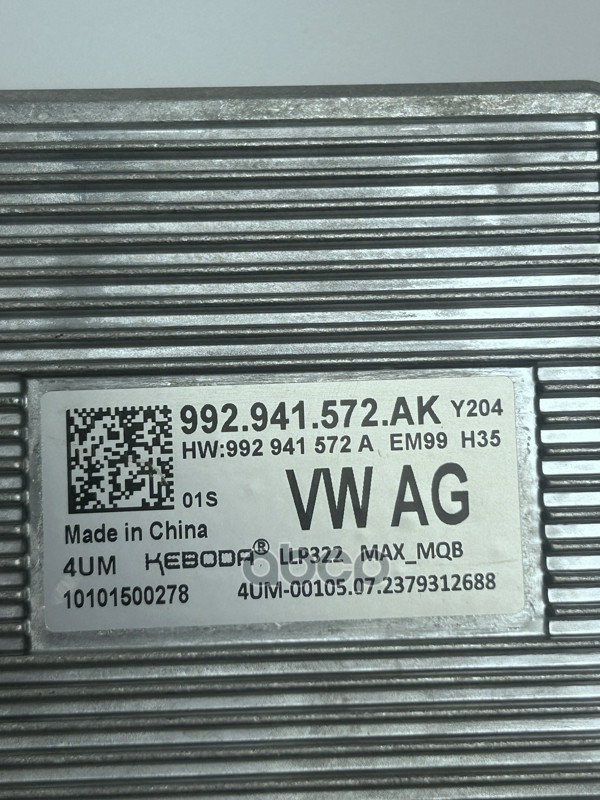 992.941.572.AK Y204
HW:992 941 572 A EM99 H35
01S VW AG
Made in China
4UM KEBODA® LLP322 MAX_MQB
10101500278 4UM-00105.07.2379312688